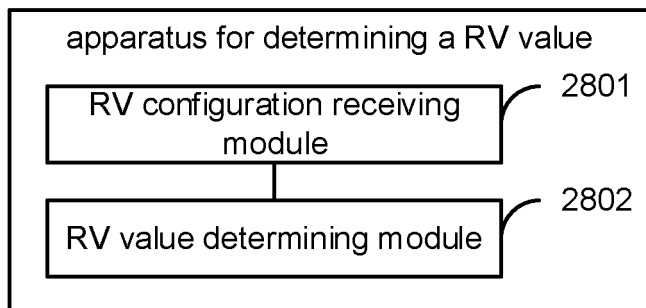 apparatus for determining a RV value
RV configuration receiving
module
2801
RV value determining module
2802